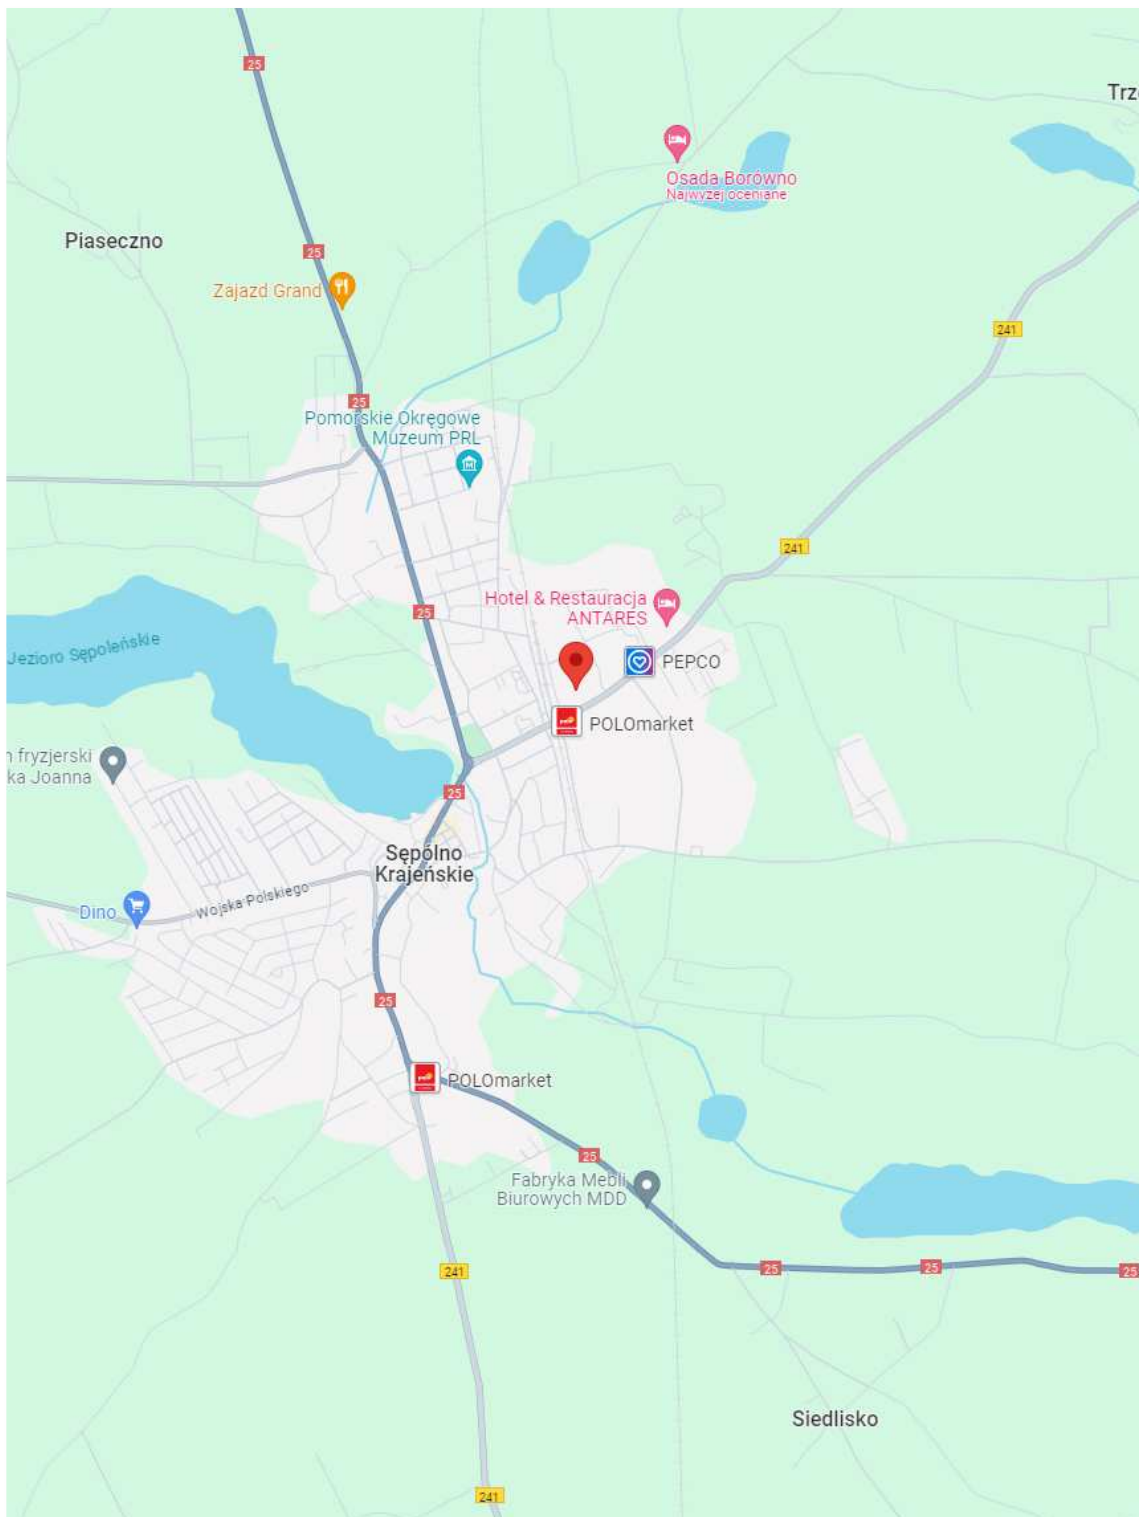 25
Trz
Osada Borówno
Najwyżej oceniane
Piaseczno
25
Zajazd Grand
241
25
Pomorskie Okręgowe
Muzeum PRL
241
Hotel & Restauracja
ANTARES
25
Jezioro Sępoleńskie
PEPCO
POLOmarket
n fryzjerski
ka Joanna
25
Sępólno
Krajeńskie
Wojska Polskiego
Dino
25
POLOmarket
25
Fabryka Mebli
Biurowych MDD
241
25
25
25
Siedlisko
241